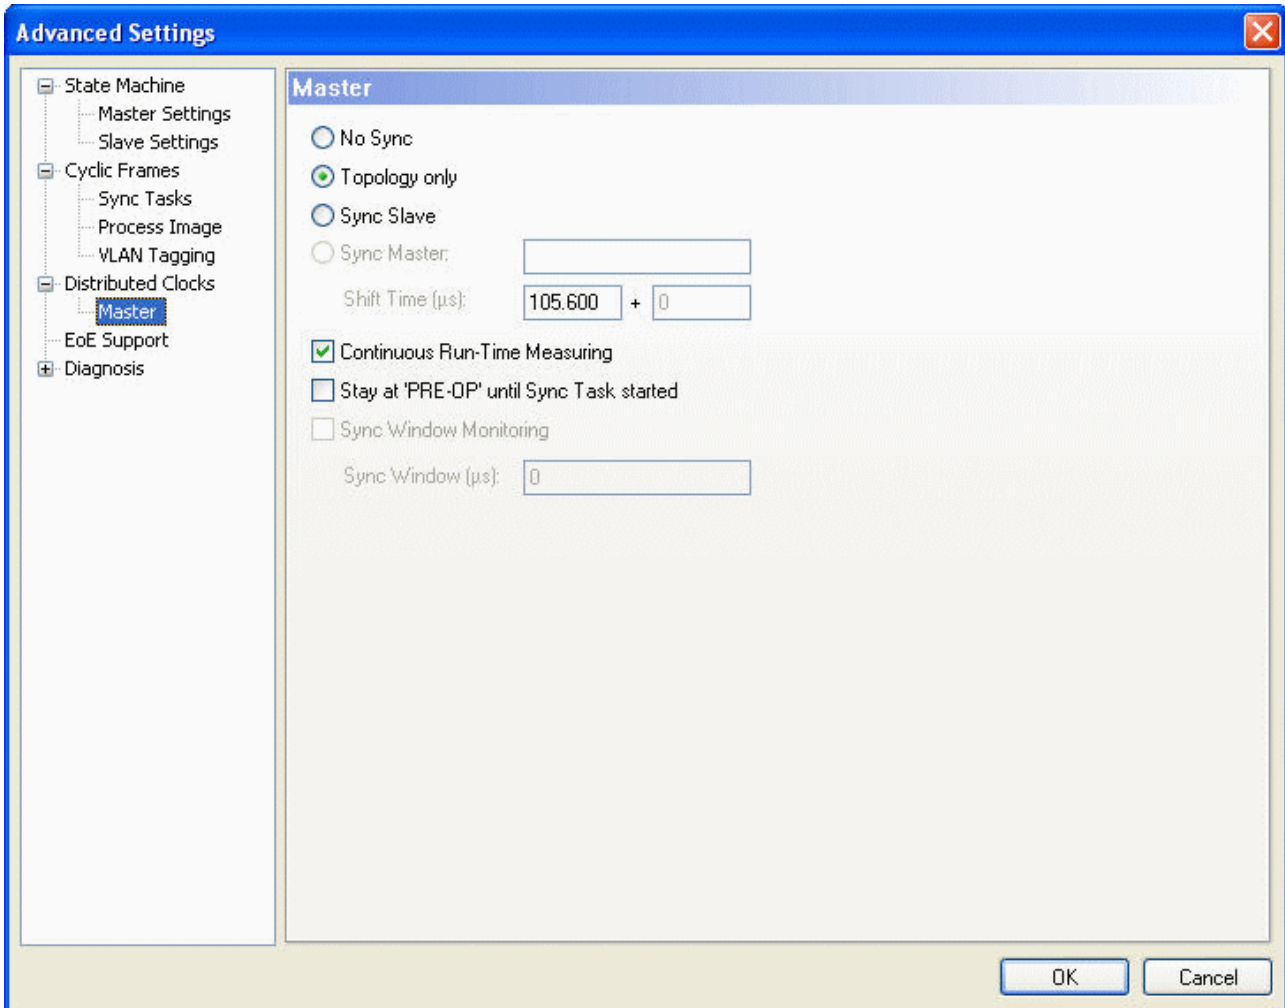 Advanced Settings
State Machine
Master Settings
Slave Settings
Cyclic Frames
Sync Tasks
Process Image
VLAN Tagging
Distributed Clocks
Master
EoE Support
Diagnosis
Master
No Sync
Topology only
Sync Slave
Sync Master:
Shift Time (µs): 105.600 + 0
Continuous Run-Time Measuring
Stay at 'PRE-OP' until Sync Task started
Sync Window Monitoring
Sync Window (µs): 0
OK Cancel